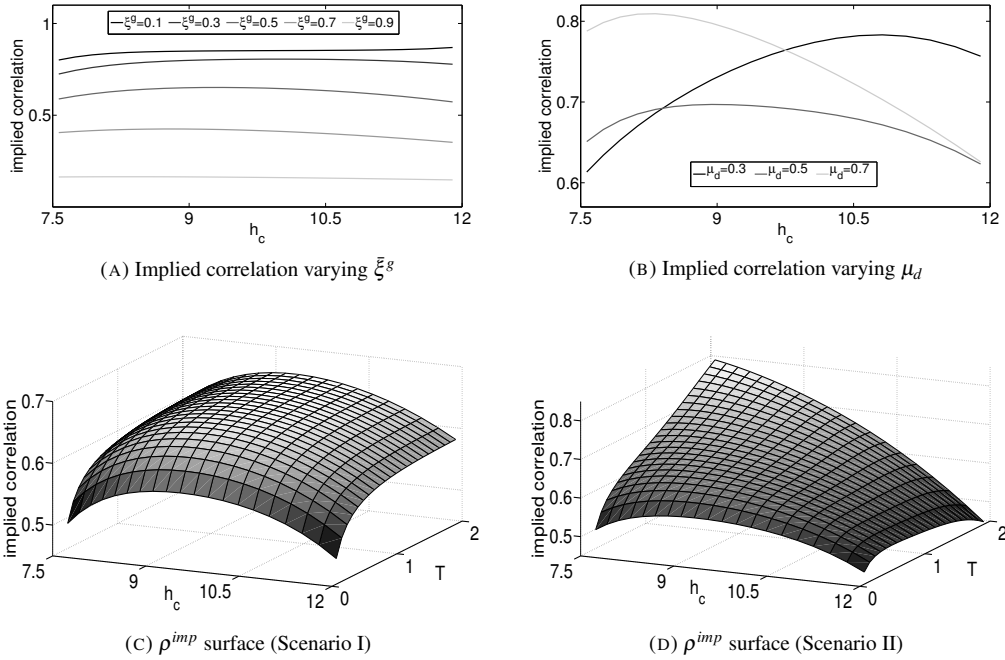 1
0.5
implied correlation
ξ^g=0.1 ξ^g=0.3 ξ^g=0.5 ξ^g=0.7 ξ^g=0.9
7.5 9 10.5 12
h_c
(A) Implied correlation varying ξ̄^g
0.8
0.7
0.6
implied correlation
μ_d=0.3 μ_d=0.5 μ_d=0.7
7.5 9 10.5 12
h_c
(B) Implied correlation varying μ_d
0.7
0.6
0.5
implied correlation
7.5 9 10.5 12
h_c
0 1 2
T
(C) ρ^imp surface (Scenario I)
0.8
0.7
0.6
0.5
implied correlation
7.5 9 10.5 12
h_c
0 1 2
T
(D) ρ^imp surface (Scenario II)